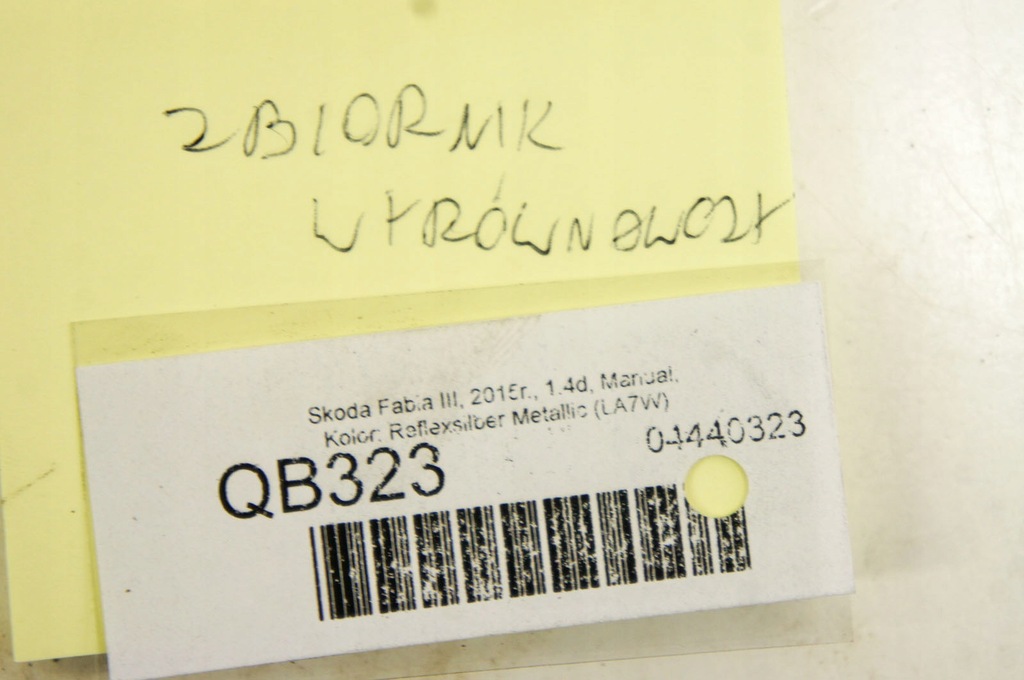 ZBIORNIK
WYRÓWNAWCZY
Skoda Fabia III, 2015r., 1.4d, Manual,
Kolor: Reflexsilber Metallic (LA7W)
04440323
QB323